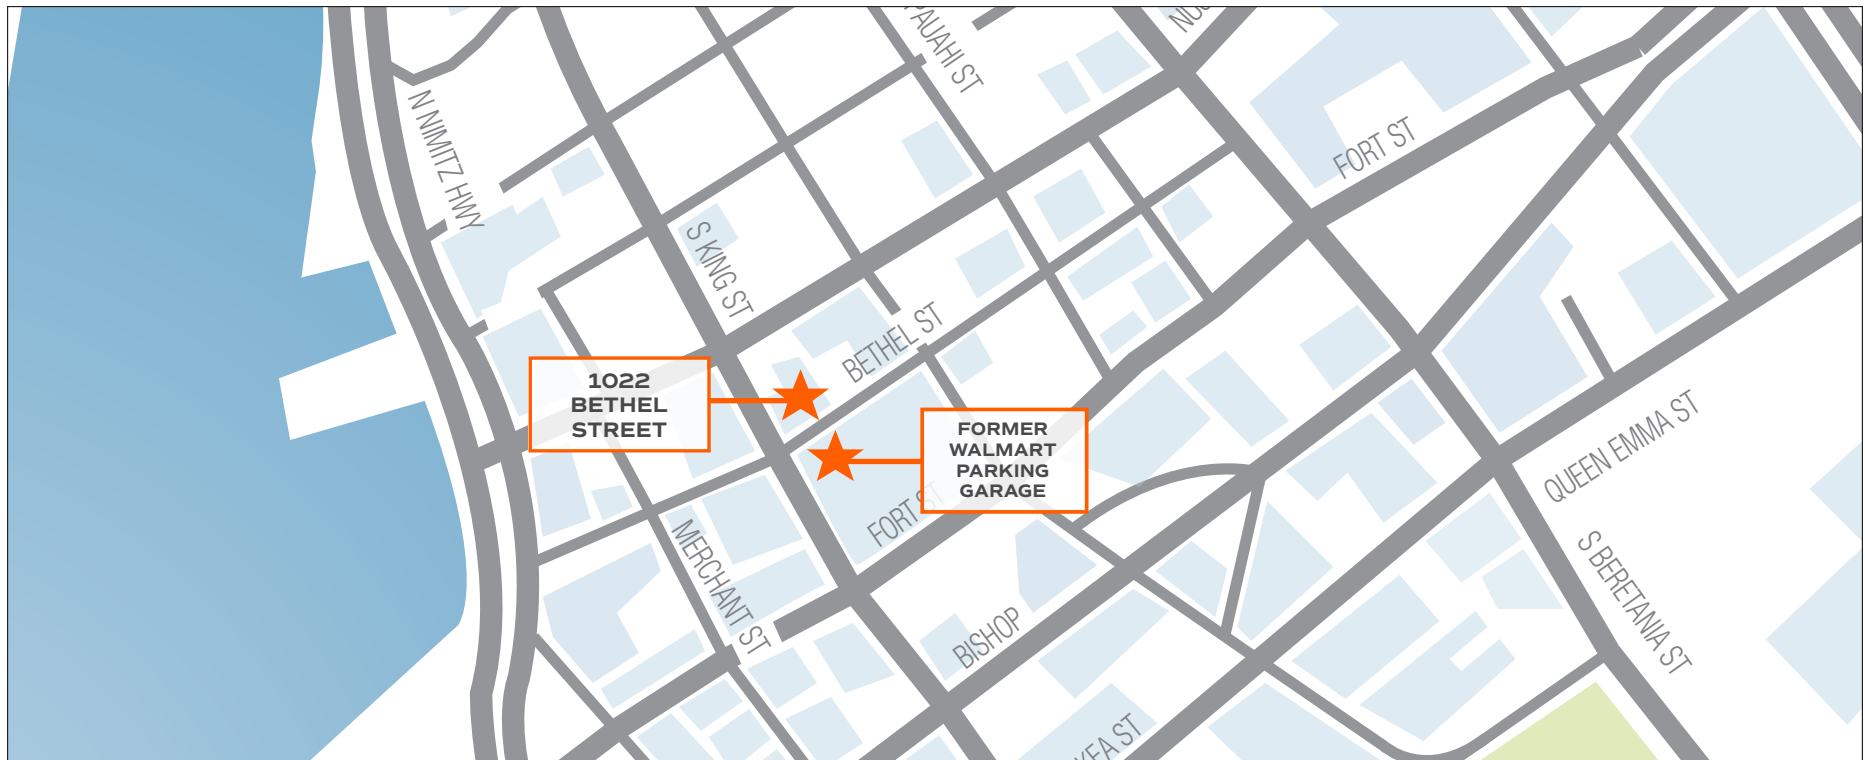 PAUAHI ST
N NIMITZ HWY
FORT ST
S KING ST
BETHEL ST
1022
BETHEL
STREET
FORMER
WALMART
PARKING
GARAGE
FORT ST
QUEEN EMMA ST
MERCHANT ST
S BERETANIA ST
BISHOP